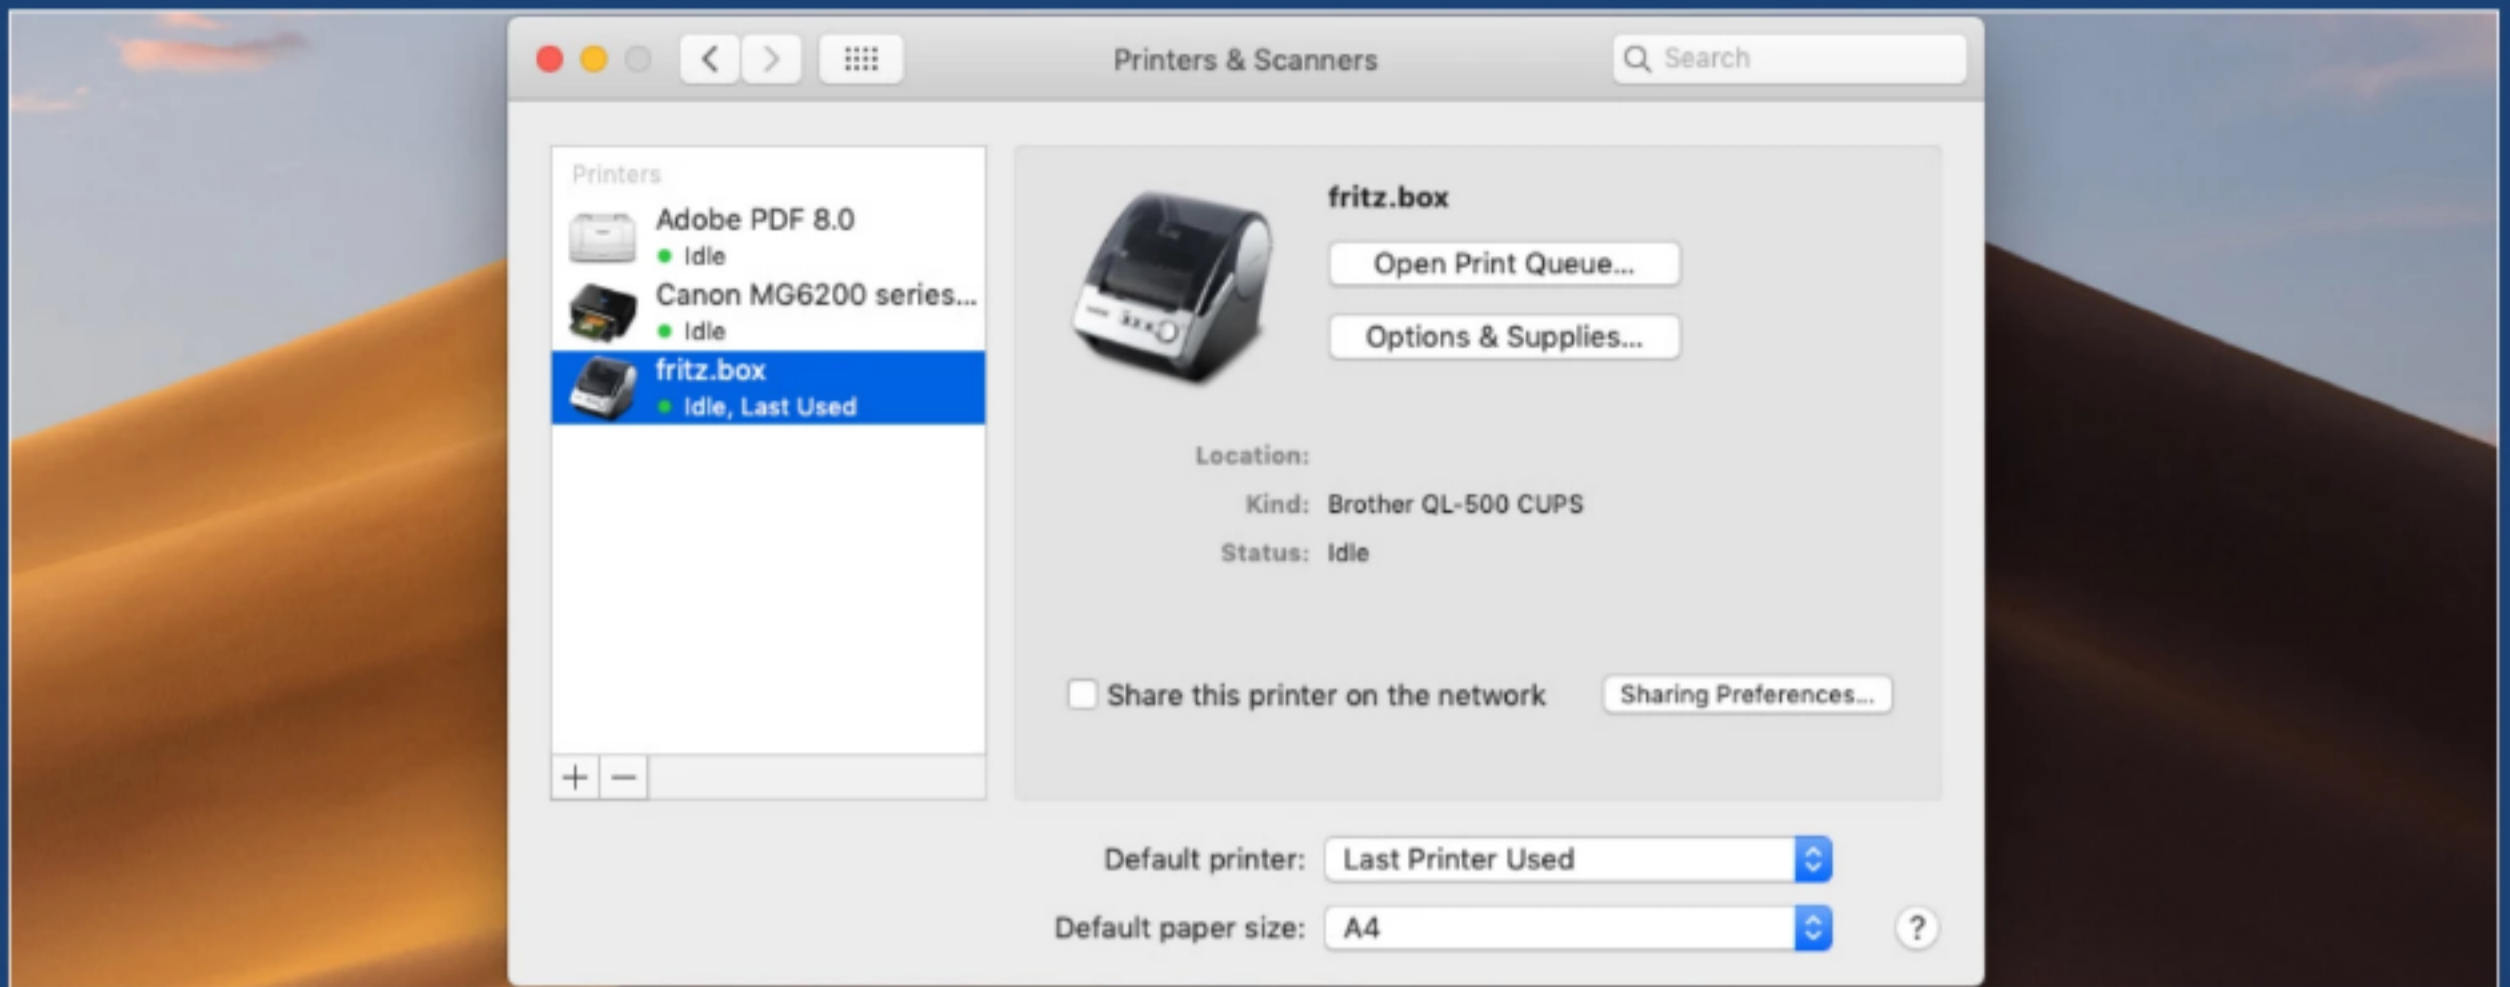 Printers & Scanners
Search
Printers
Adobe PDF 8.0
Idle
Canon MG6200 series...
Idle
fritz.box
Idle, Last Used
fritz.box
Open Print Queue...
Options & Supplies...
Location:
Kind: Brother QL-500 CUPS
Status: Idle
Share this printer on the network
Sharing Preferences...
Default printer: Last Printer Used
Default paper size: A4
?